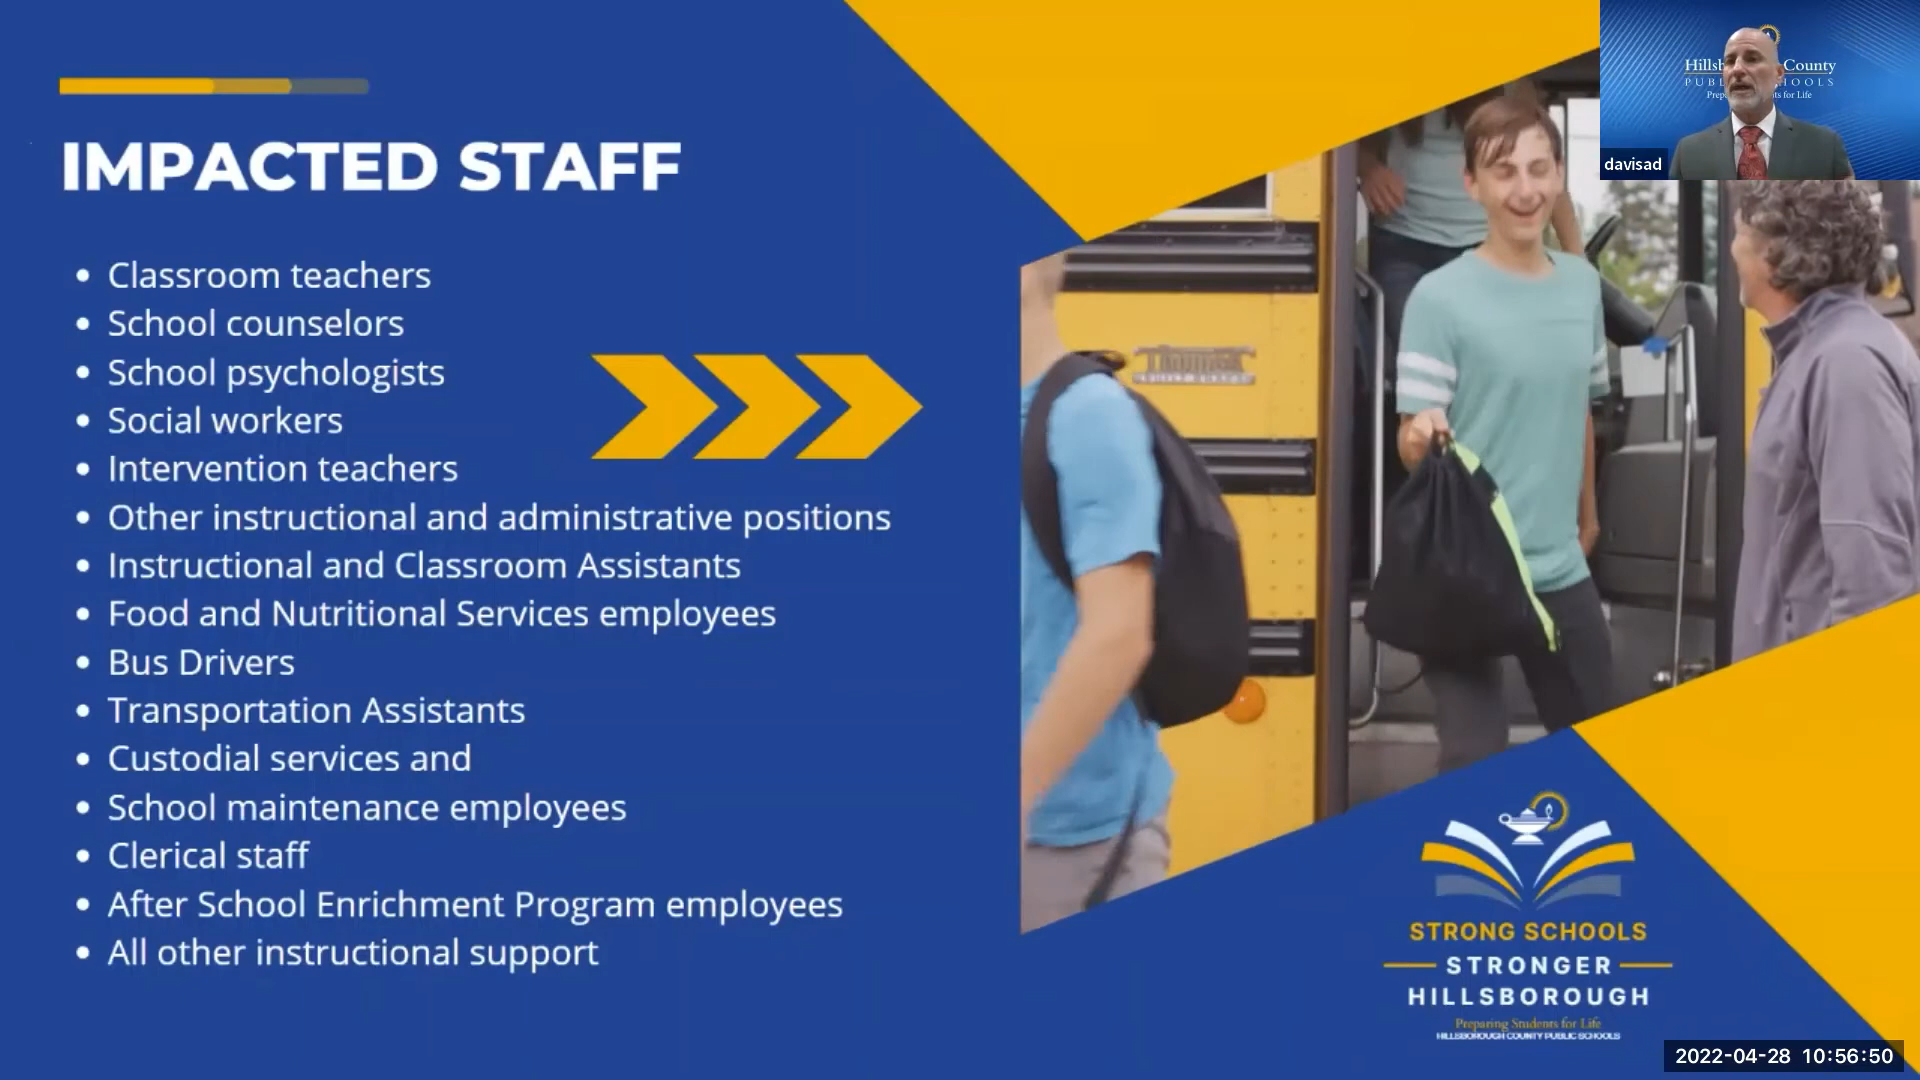 IMPACTED STAFF
Classroom teachers
School counselors
School psychologists
Social workers
Intervention teachers
Other instructional and administrative positions
Instructional and Classroom Assistants
Food and Nutritional Services employees
Bus Drivers
Transportation Assistants
Custodial services and
School maintenance employees
Clerical staff
After School Enrichment Program employees
All other instructional support
County
davisad
STRONG SCHOOLS
STRONGER
HILLSBOROUGH
Preparing Students for Life
HILLSBOROUGH COUNTY PUBLIC SCHOOLS
2022-04-28 10:56:50